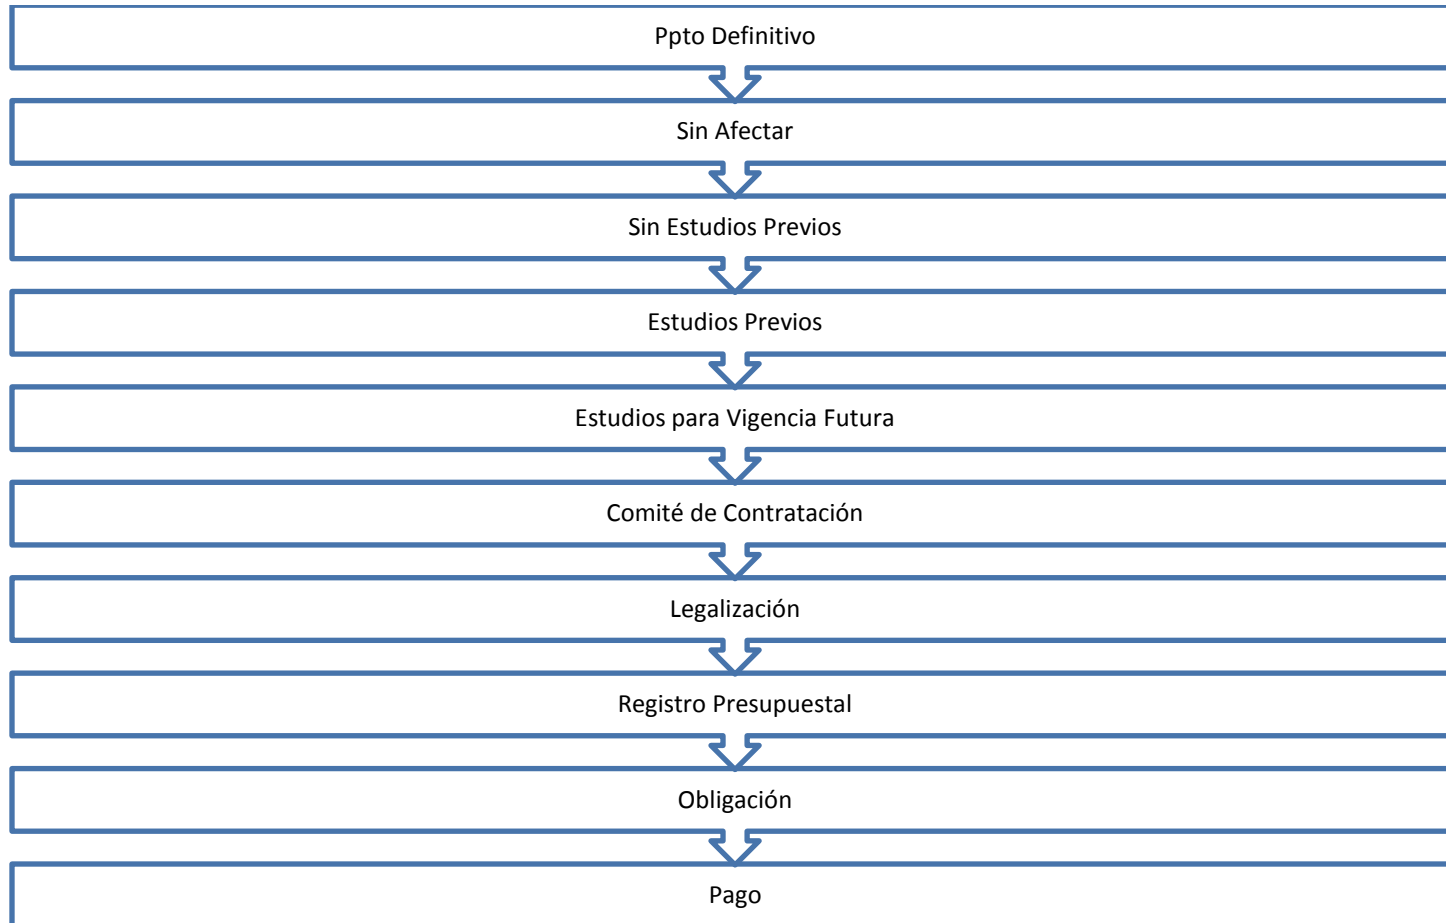 Ppto Definitivo
Sin Afectar
Sin Estudios Previos
Estudios Previos
Estudios para Vigencia Futura
Comité de Contratación
Legalización
Registro Presupuestal
Obligación
Pago